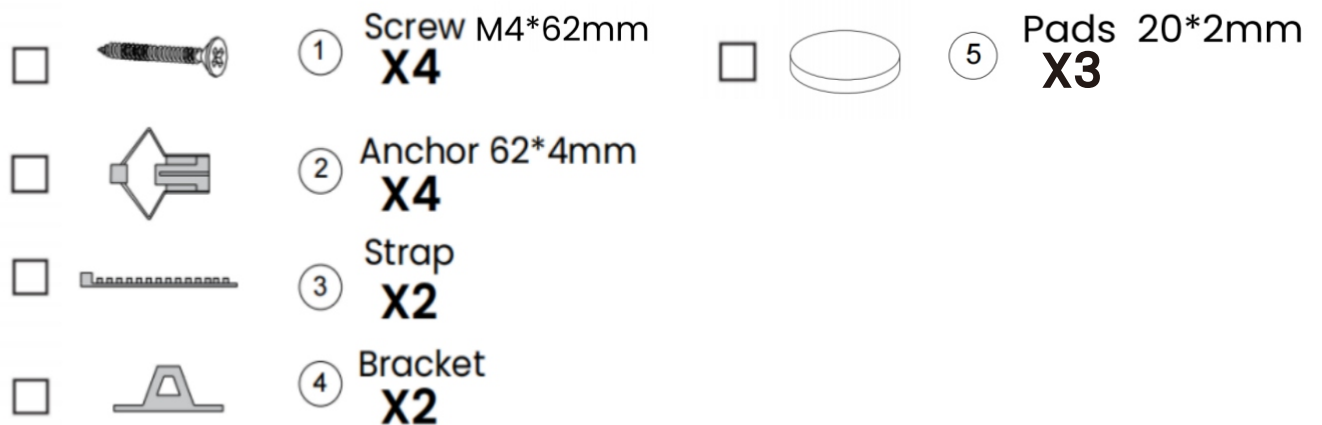 1 Screw M4*62mm
X4
2 Anchor 62*4mm
X4
3 Strap
X2
4 Bracket
X2
5 Pads 20*2mm
X3